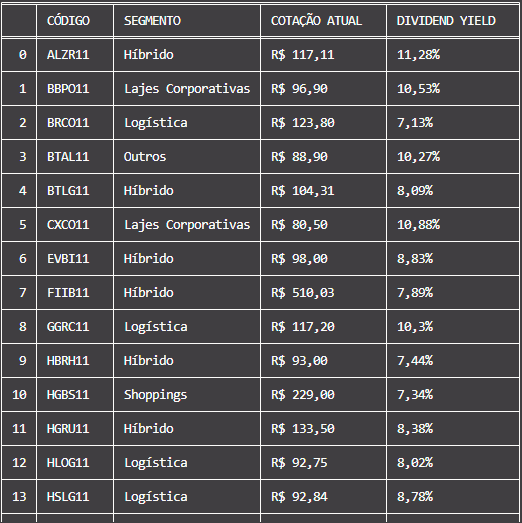 CÓDIGO SEGMENTO COTAÇÃO ATUAL DIVIDEND YIELD
0 ALZR11 Híbrido R$ 117,11 11,28%
1 BBPO11 Lajes Corporativas R$ 96,90 10,53%
2 BRCO11 Logística R$ 123,80 7,13%
3 BTAL11 Outros R$ 88,90 10,27%
4 BTLG11 Híbrido R$ 104,31 8,09%
5 CXCO11 Lajes Corporativas R$ 80,50 10,88%
6 EVBI11 Híbrido R$ 98,00 8,83%
7 FIIB11 Híbrido R$ 510,03 7,89%
8 GGRC11 Logística R$ 117,20 10,3%
9 HBRH11 Híbrido R$ 93,00 7,44%
10 HGBS11 Shoppings R$ 229,00 7,34%
11 HGRU11 Híbrido R$ 133,50 8,38%
12 HLOG11 Logística R$ 92,75 8,02%
13 HSLG11 Logística R$ 92,84 8,78%